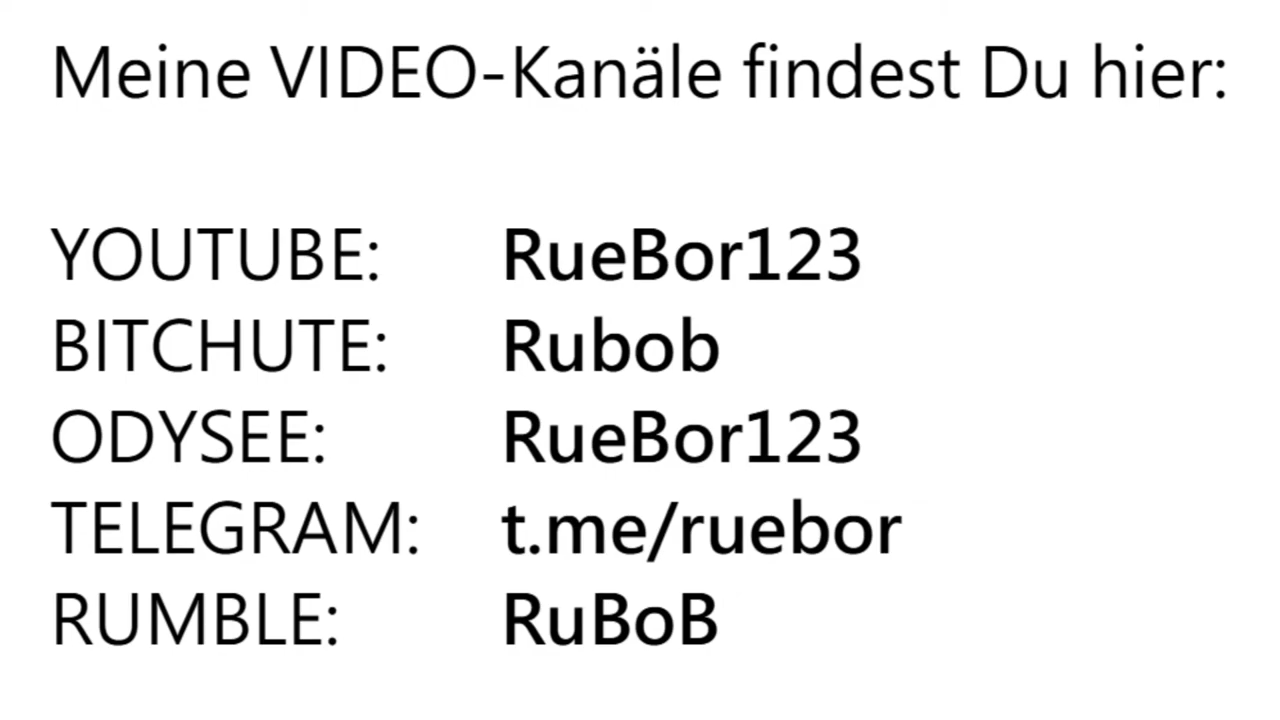 Meine VIDEO-Kanäle findest Du hier:
YOUTUBE: RueBor123
BITCHUTE: Rubob
ODYSEE: RueBor123
TELEGRAM: t.me/ruebor
RUMBLE: RuBoB